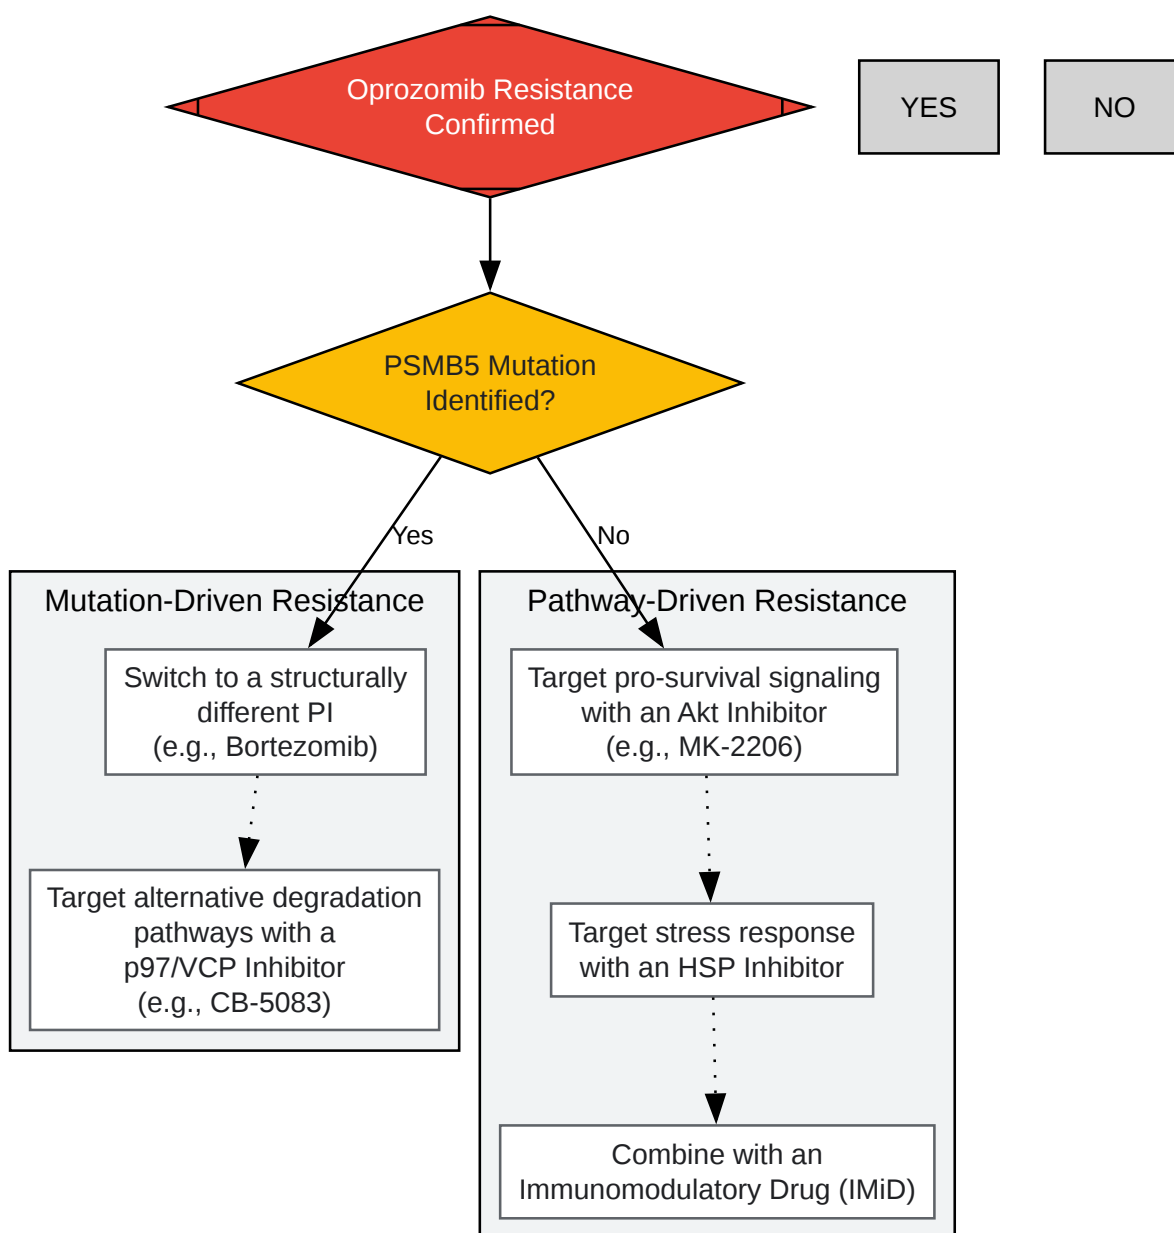 Oprozomib Resistance
Confirmed
YES
NO
PSMB5 Mutation
Identified?
Yes
No
Mutation-Driven Resistance
Pathway-Driven Resistance
Switch to a structurally
different PI
(e.g., Bortezomib)
Target pro-survival signaling
with an Akt Inhibitor
(e.g., MK-2206)
Target alternative degradation
pathways with a
p97/VCP Inhibitor
(e.g., CB-5083)
Target stress response
with an HSP Inhibitor
Combine with an
Immunomodulatory Drug (IMiD)